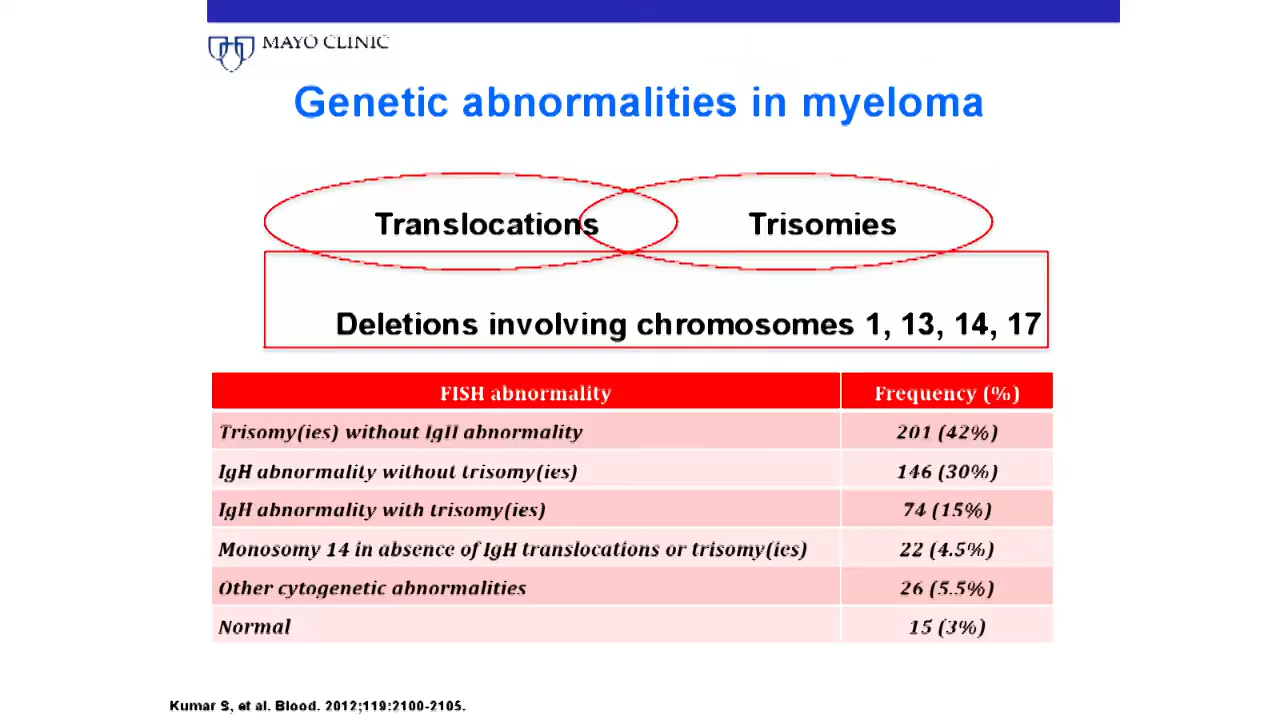 MAYO CLINIC
Genetic abnormalities in myeloma
Translocations Trisomies
Deletions involving chromosomes 1, 13, 14, 17
FISH abnormality Frequency (%)
Trisomy(ies) without IgH abnormality 201 (42%)
IgH abnormality without trisomy(ies) 146 (30%)
IgH abnormality with trisomy(ies) 74 (15%)
Monosomy 14 in absence of IgH translocations or trisomy(ies) 22 (4.5%)
Other cytogenetic abnormalities 26 (5.5%)
Normal 15 (3%)
Kumar S, et al. Blood. 2012;119:2100-2105.